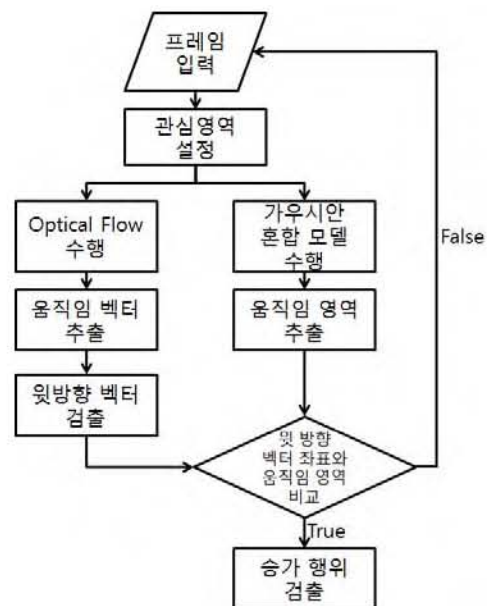 프레임
입력
관심영역
설정
Optical Flow
수행
가우시안
혼합 모델
수행
False
움직임 벡터
추출
움직임 영역
추출
윗방향 벡터
검출
윗 방향
벡터 좌표와
움직임 영역
비교
True
승가 행위
검출